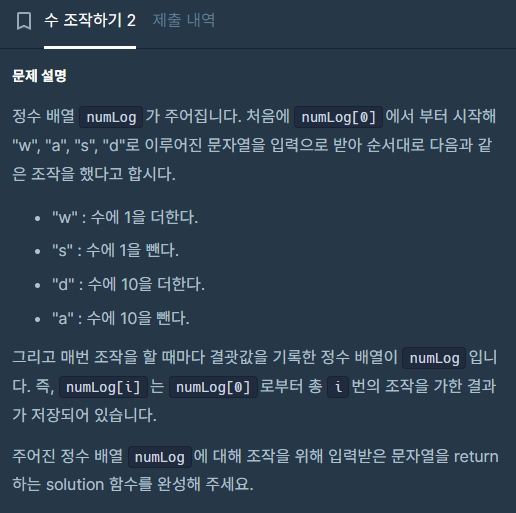 수 조작하기 2 제출 내역
문제 설명
정수 배열 numLog 가 주어집니다. 처음에 numLog[0] 에서 부터 시작해
"w", "a", "s", "d"로 이루어진 문자열을 입력으로 받아 순서대로 다음과 같
은 조작을 했다고 합시다.
• "w" : 수에 1을 더한다.
• "s" : 수에 1을 뺀다.
• "d" : 수에 10을 더한다.
• "a" : 수에 10을 뺀다.
그리고 매번 조작을 할 때마다 결괏값을 기록한 정수 배열이 numLog 입니
다. 즉, numLog[i] 는 numLog[0] 로부터 총 i 번의 조작을 가한 결과
가 저장되어 있습니다.
주어진 정수 배열 numLog 에 대해 조작을 위해 입력받은 문자열을 return
하는 solution 함수를 완성해 주세요.